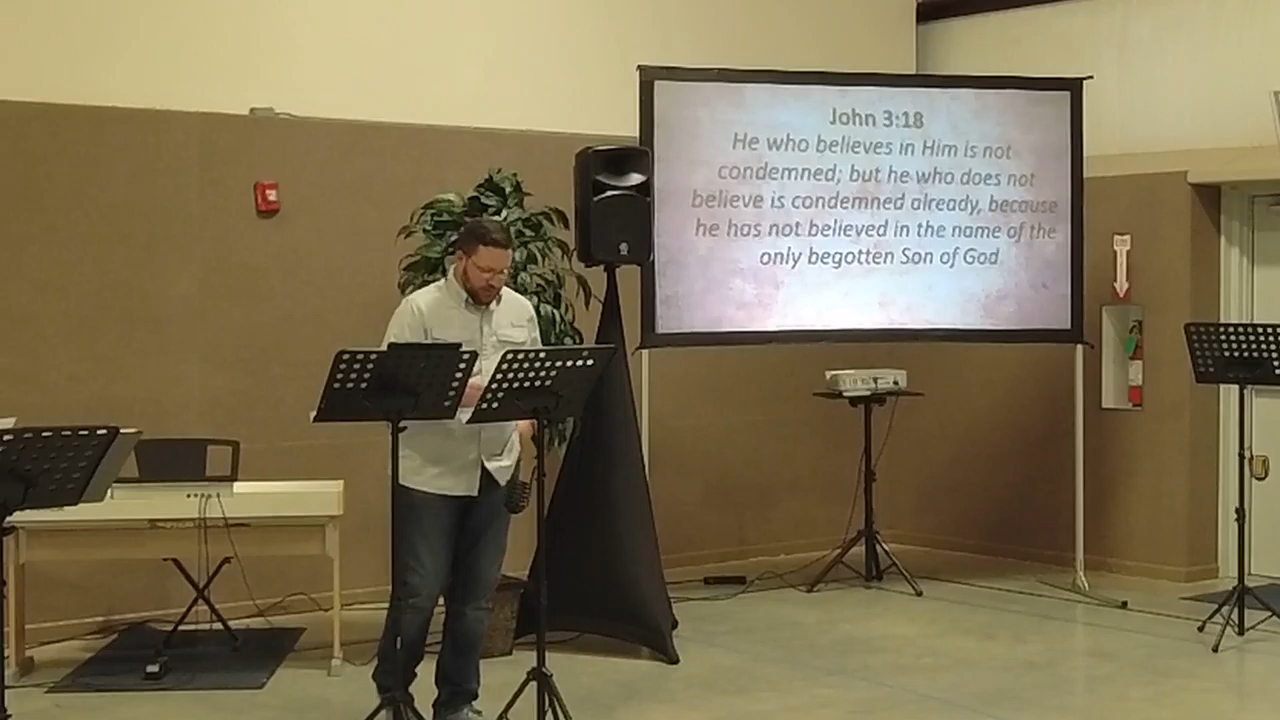 John 3:18
He who believes in Him is not
condemned; but he who does not
believe is condemned already, because
he has not believed in the name of the
only begotten Son of God